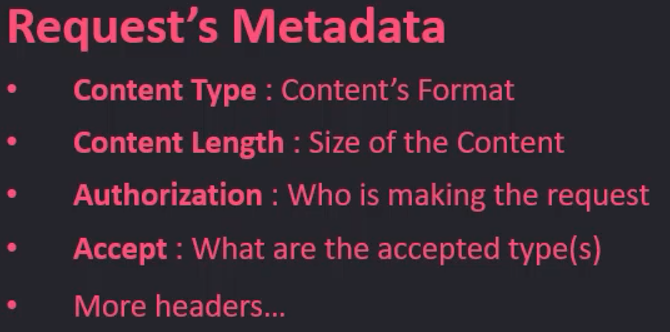 Request’s Metadata
• Content Type : Content’s Format
• Content Length : Size of the Content
• Authorization : Who is making the request
• Accept : What are the accepted type(s)
• More headers...